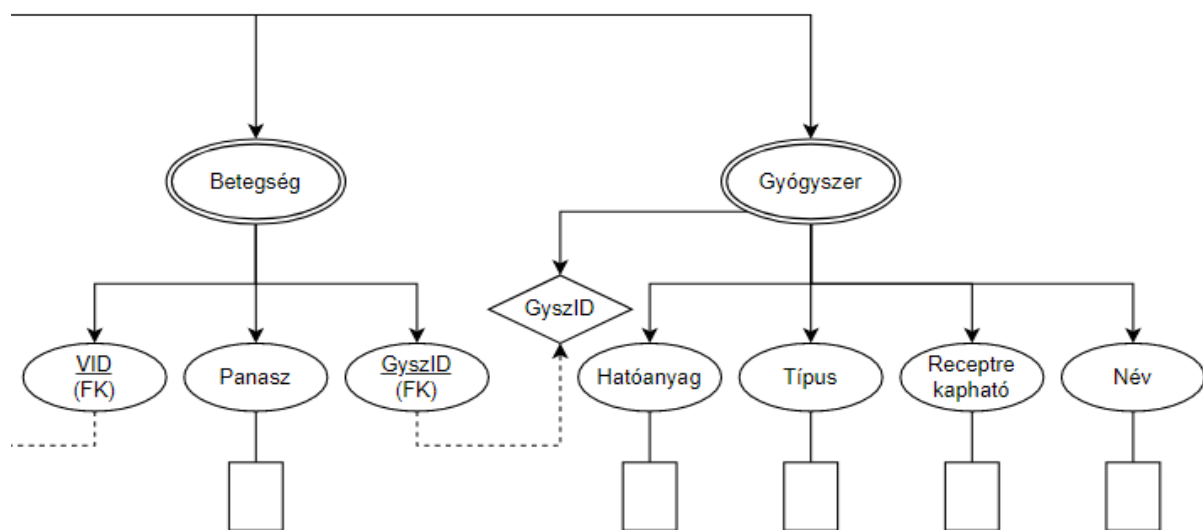 Betegség
Gyógyszer
GyszID
VID
(FK)
Panasz
GyszID
(FK)
Hatóanyag
Típus
Receptre
kapható
Név